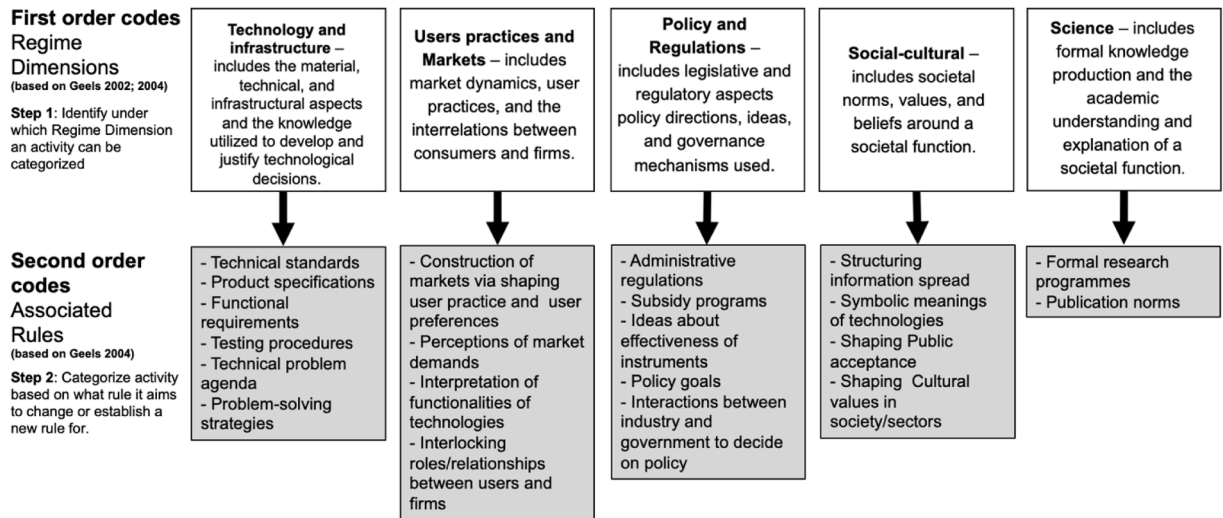 First order codes
Regime
Dimensions
(based on Geels 2002; 2004)
Step 1: Identify under
which Regime Dimension
an activity can be
categorized
Technology and
infrastructure –
includes the material,
technical, and
infrastructural aspects
and the knowledge
utilized to develop and
justify technological
decisions.
Users practices and
Markets – includes
market dynamics, user
practices, and the
interrelations between
consumers and firms.
Policy and
Regulations –
includes legislative and
regulatory aspects
policy directions, ideas,
and governance
mechanisms used.
Social-cultural –
includes societal
norms, values, and
beliefs around a
societal function.
Science – includes
formal knowledge
production and the
academic
understanding and
explanation of a
societal function.
Second order
codes
Associated
Rules
(based on Geels 2004)
Step 2: Categorize activity
based on what rule it aims
to change or establish a
new rule for.
- Technical standards
- Product specifications
- Functional
requirements
- Testing procedures
- Technical problem
agenda
- Problem-solving
strategies
- Construction of
markets via shaping
user practice and user
preferences
- Perceptions of market
demands
- Interpretation of
functionalities of
technologies
- Interlocking
roles/relationships
between users and
firms
- Administrative
regulations
- Subsidy programs
- Ideas about
effectiveness of
instruments
- Policy goals
- Interactions between
industry and
government to decide
on policy
- Structuring
information spread
- Symbolic meanings
of technologies
- Shaping Public
acceptance
- Shaping Cultural
values in
society/sectors
- Formal research
programmes
- Publication norms